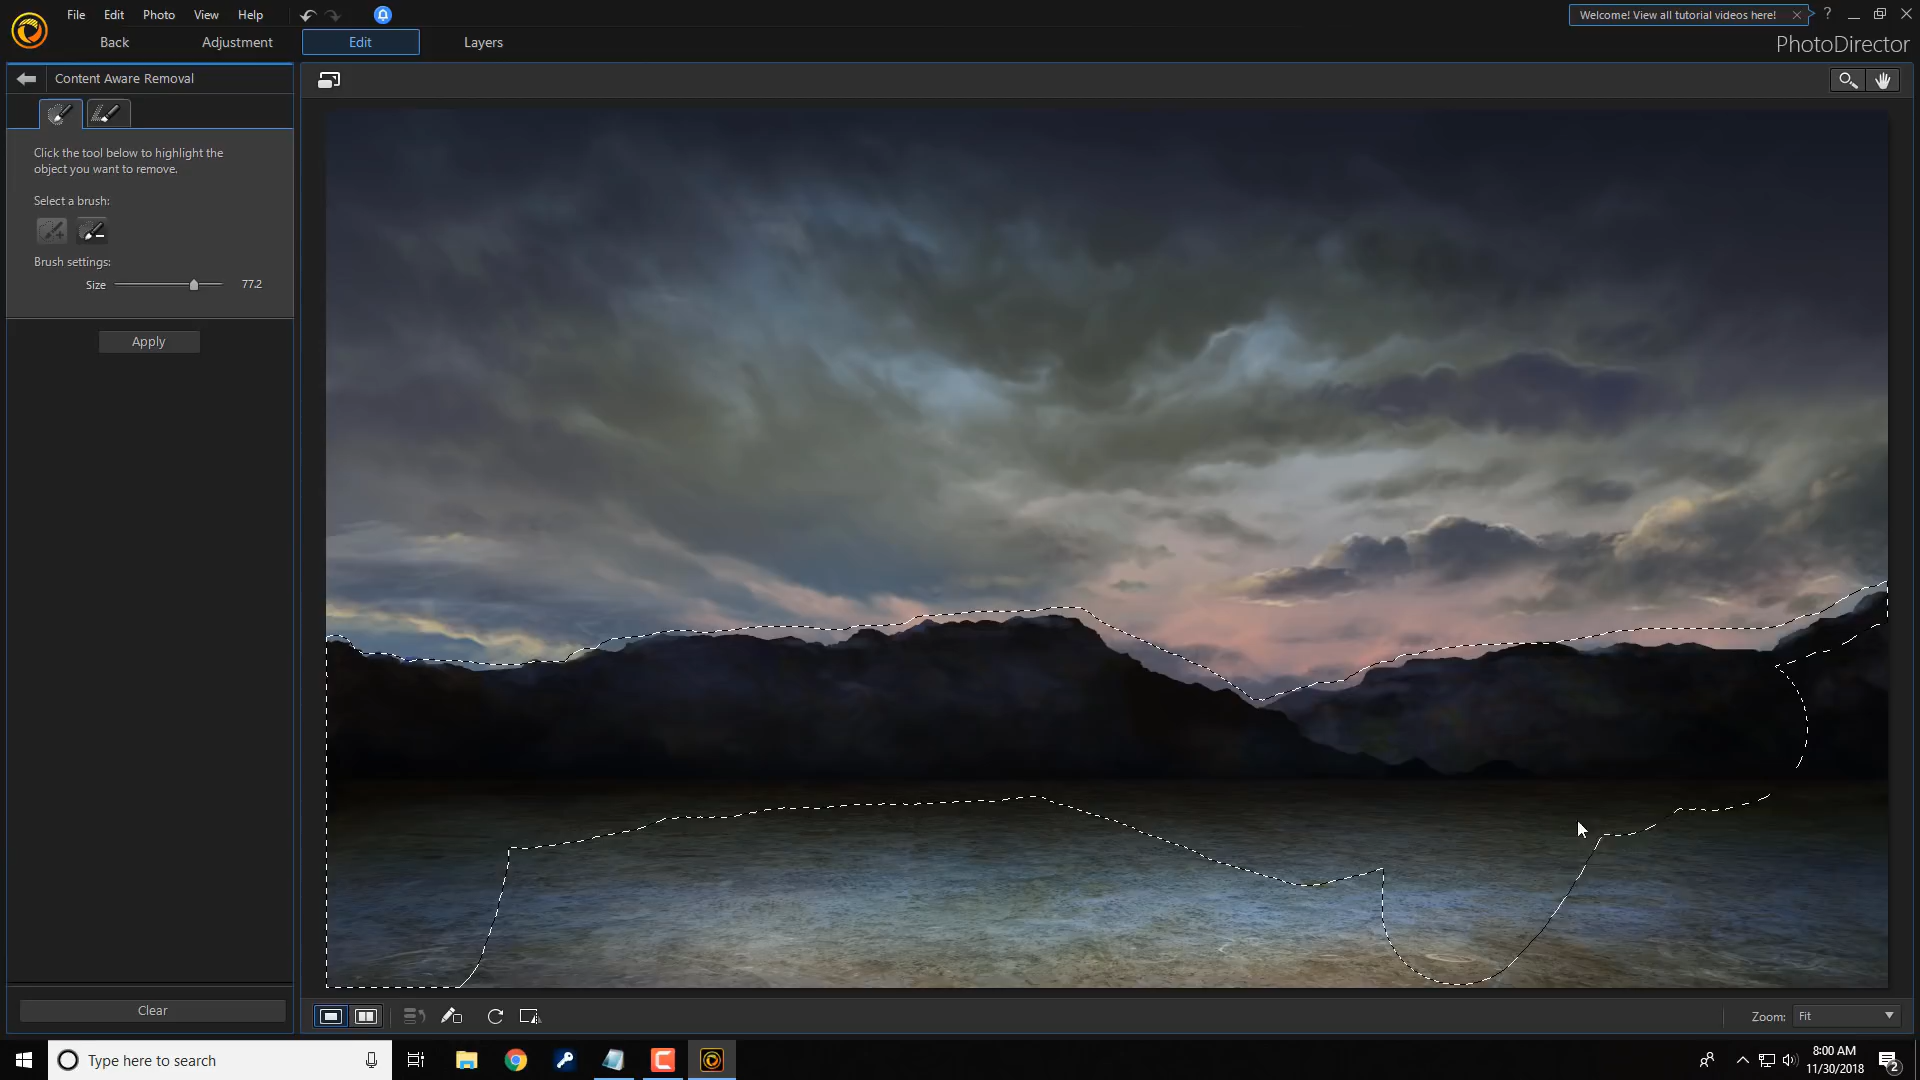 File Edit Photo View Help
Welcome! View all tutorial videos here!
?
Back Adjustment Edit Layers
PhotoDirector
Content Aware Removal
Click the tool below to highlight the
object you want to remove.
Select a brush:
Brush settings:
Size 77.2
Apply
Clear
Zoom: Fit
Type here to search
8:00 AM
11/30/2018
2